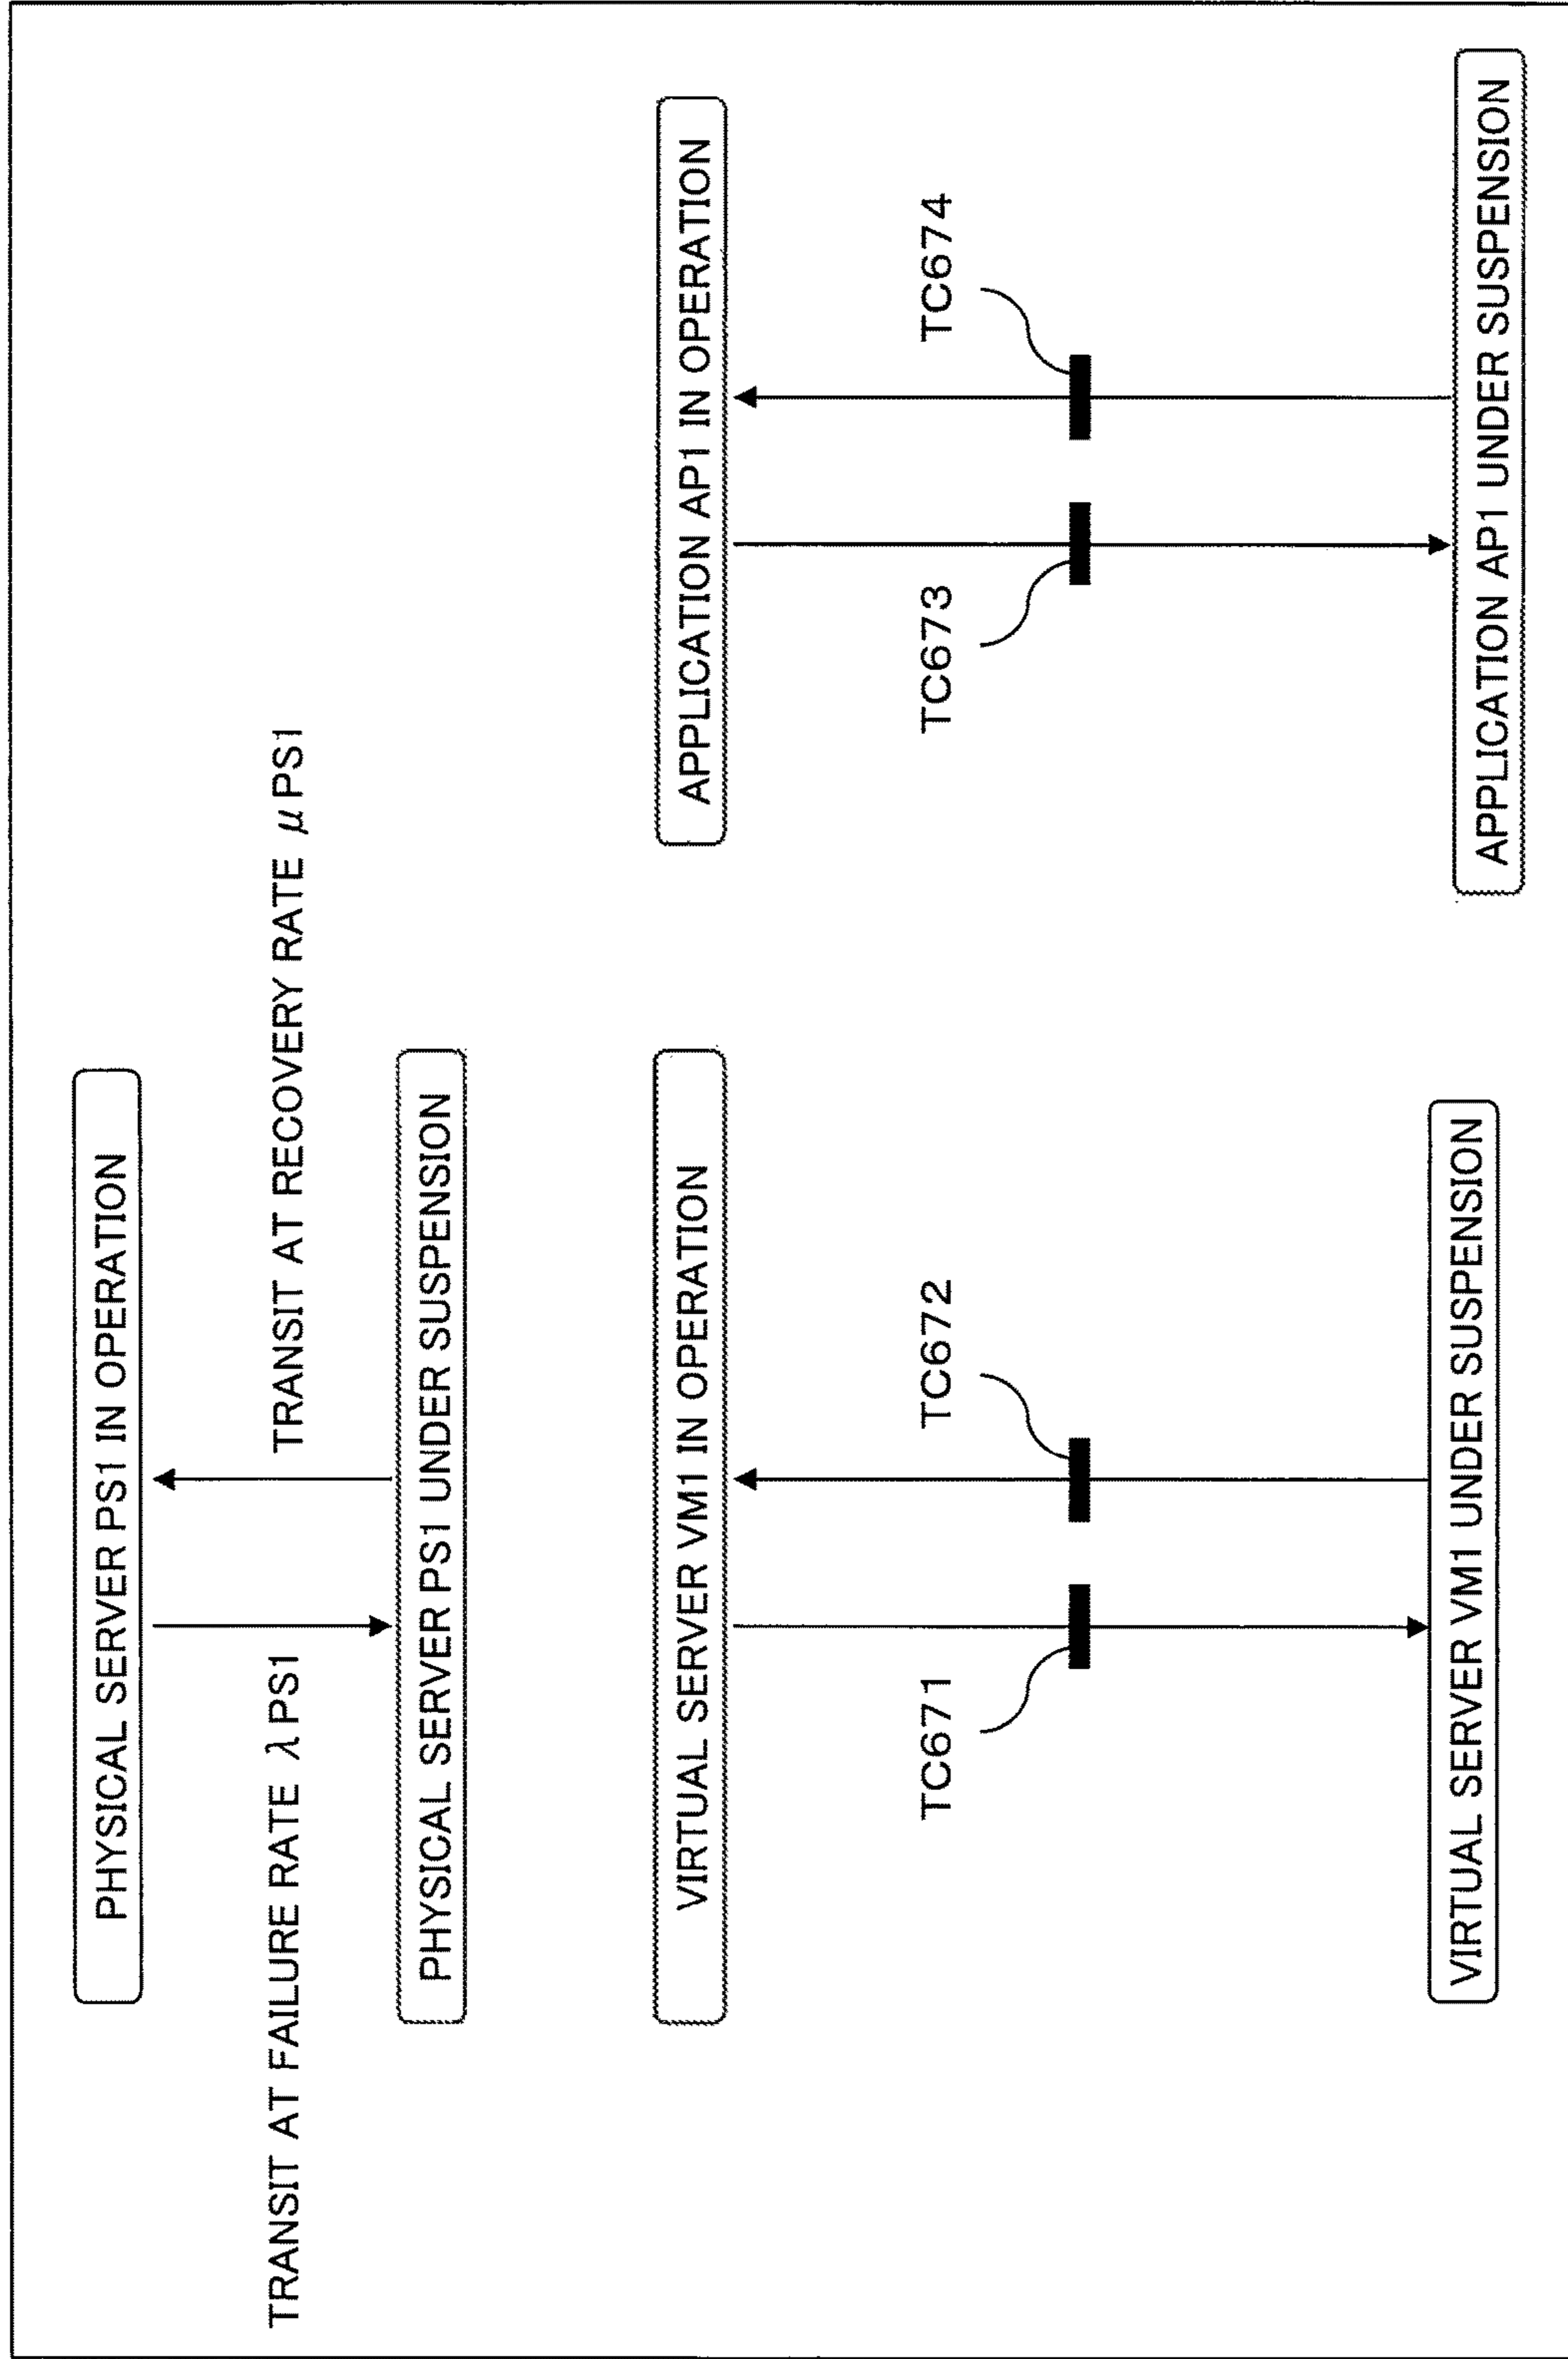 PHYSICAL SERVER PS1 IN OPERATION
TRANSIT AT FAILURE RATE λ PS1
TRANSIT AT RECOVERY RATE μ PS1
PHYSICAL SERVER PS1 UNDER SUSPENSION
VIRTUAL SERVER VM1 IN OPERATION
APPLICATION AP1 IN OPERATION
TC671
TC672
TC673
TC674
VIRTUAL SERVER VM1 UNDER SUSPENSION
APPLICATION AP1 UNDER SUSPENSION